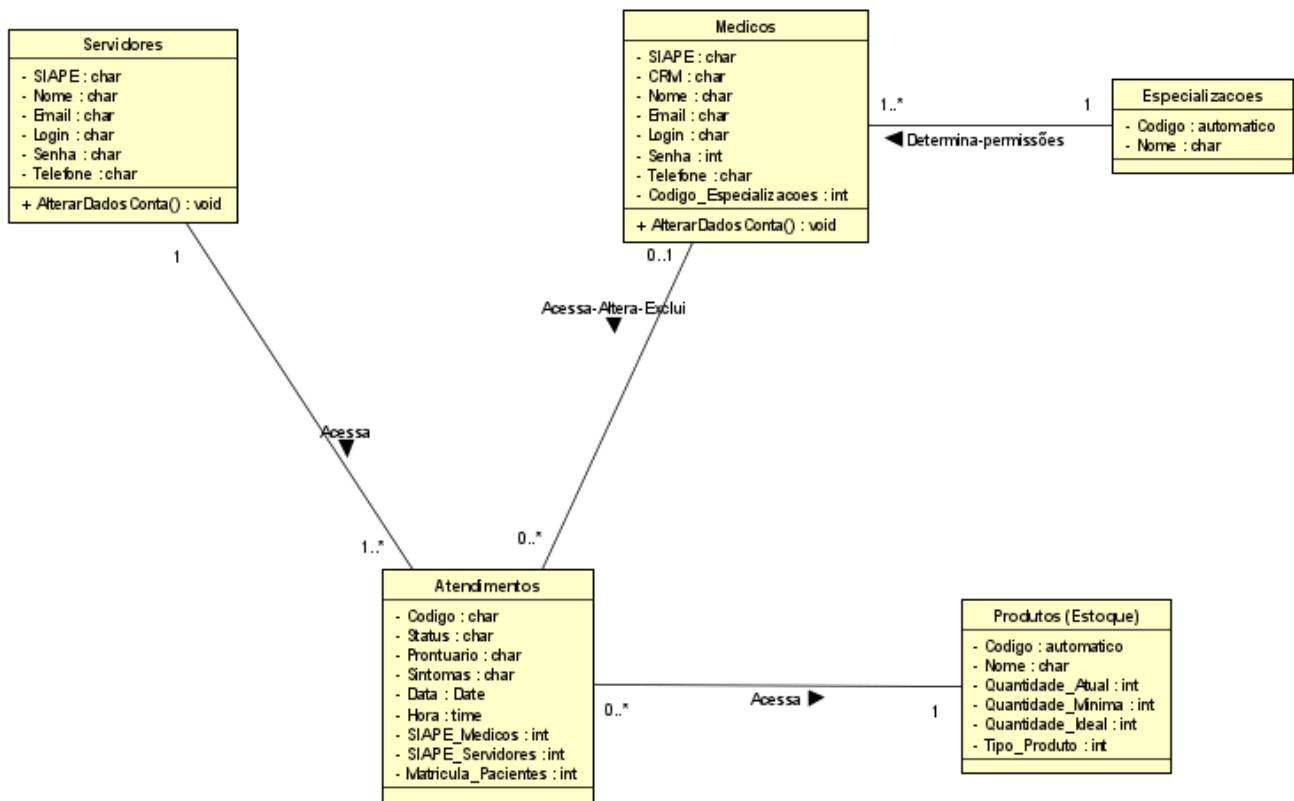 Servidores
- SIAPE : char
- Nome : char
- Email : char
- Login : char
- Senha : char
- Telefone : char
+ AlterarDadosConta() : void
1
Medicos
- SIAPE : char
- CRM : char
- Nome : char
- Email : char
- Login : char
- Senha : int
- Telefone : char
- Codigo_Especializacoes : int
+ AlterarDadosConta() : void
0..1
1..*
1
◀ Determina-permissões
Especializacoes
- Codigo : automatico
- Nome : char
Acessa-Altera-Exclui
▼
Acessa
▼
1..*
0..*
Atendimentos
- Codigo : char
- Status : char
- Prontuario : char
- Sintomas : char
- Data : Date
- Hora : time
- SIAPE_Medicos : int
- SIAPE_Servidores : int
- Matricula_Pacientes : int
0..*
Acessa ▶
1
Produtos (Estoque)
- Codigo : automatico
- Nome : char
- Quantidade_Atual : int
- Quantidade_Minima : int
- Quantidade_Ideal : int
- Tipo_Produto : int